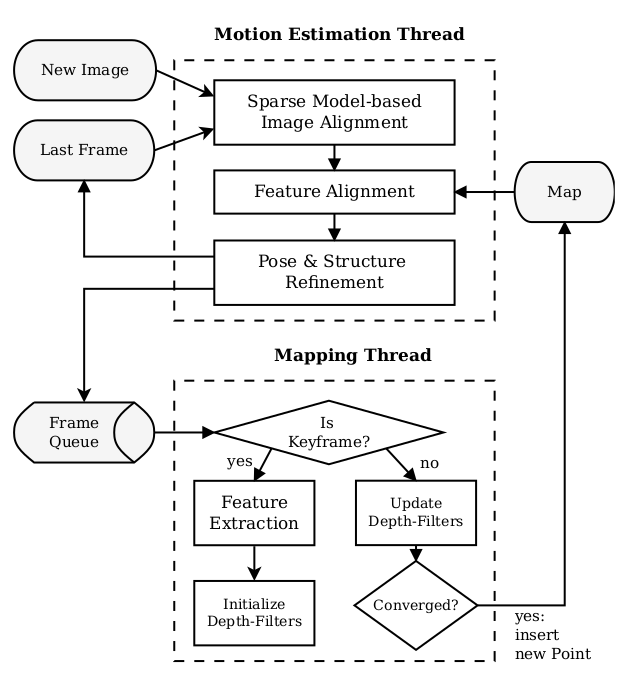 Motion Estimation Thread
New Image
Sparse Model-based
Image Alignment
Last Frame
Feature Alignment
Map
Pose & Structure
Refinement
Mapping Thread
Frame
Queue
Is
Keyframe?
yes
no
Feature
Extraction
Update
Depth-Filters
Initialize
Depth-Filters
Converged?
yes:
insert
new Point